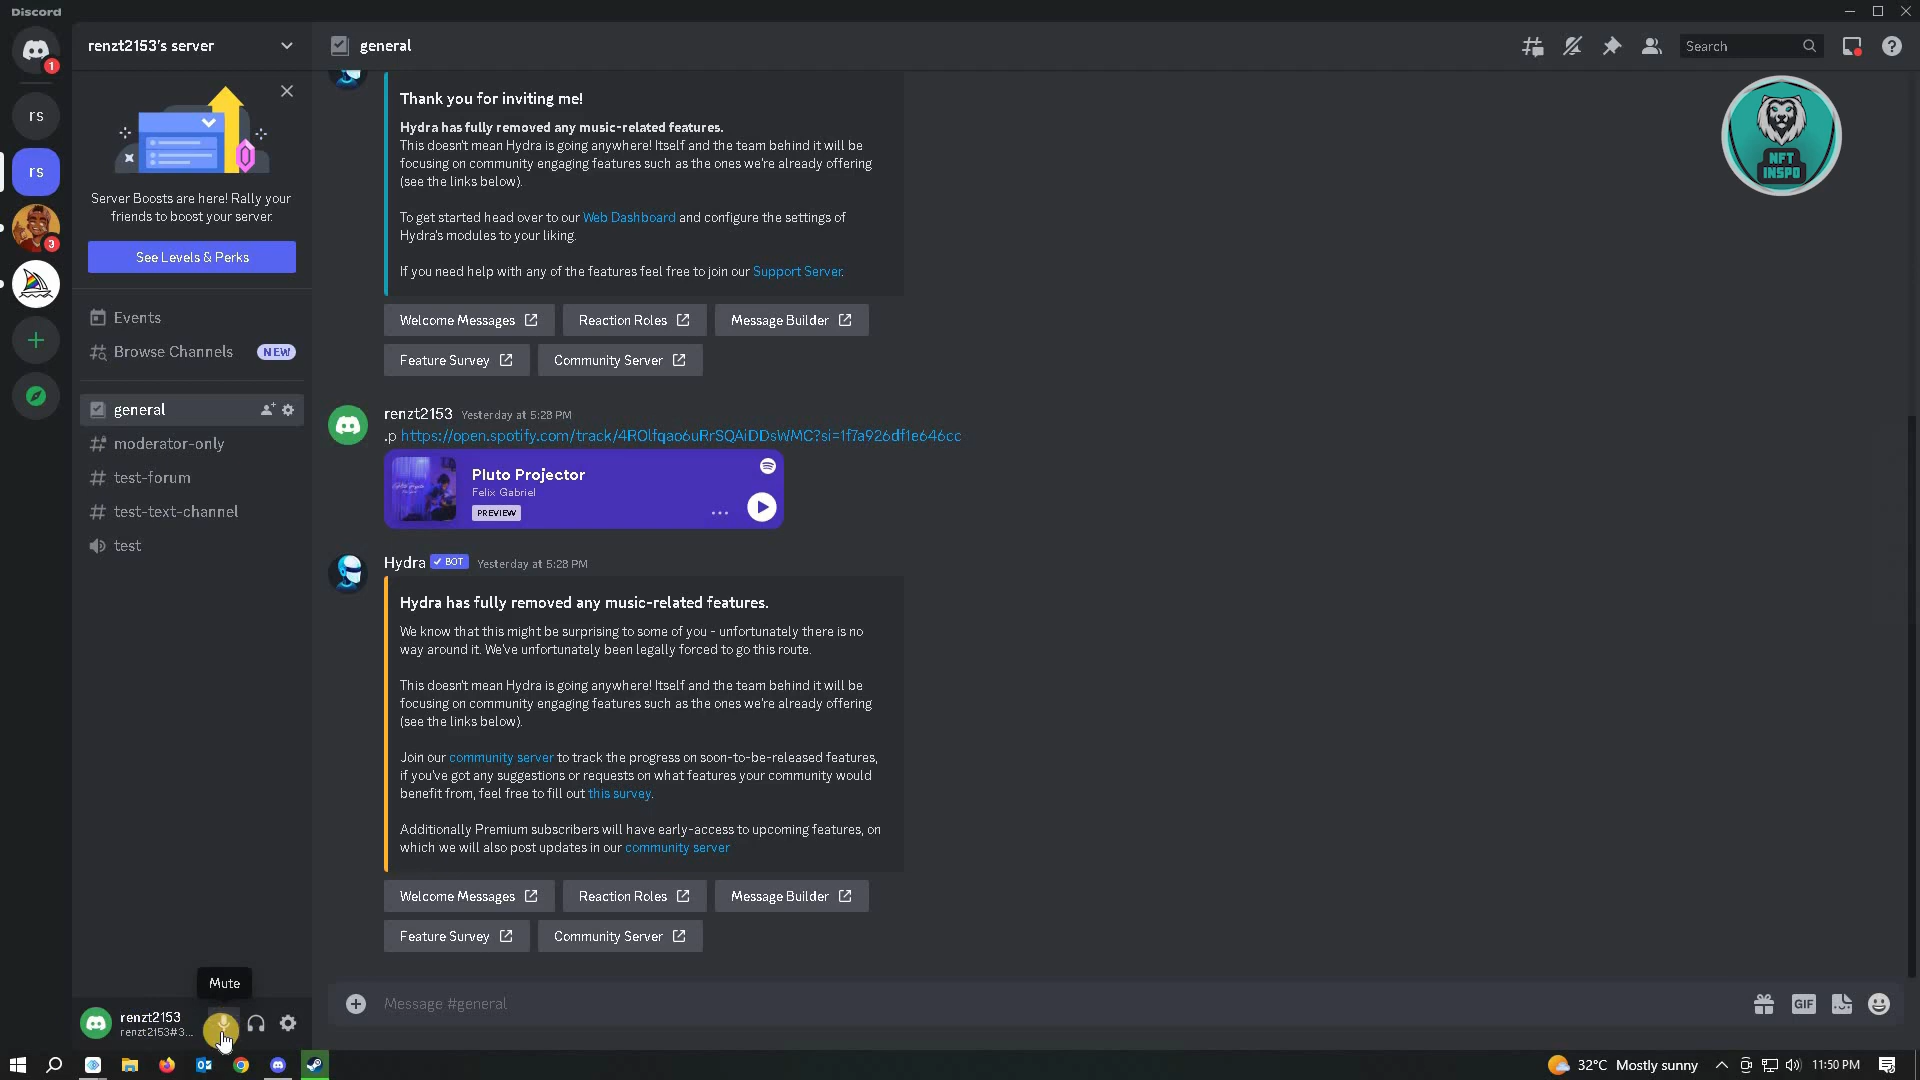 Discord
renzt2153's server
general
Search
1
rs
rs
3
Server Boosts are here! Rally your
friends to boost your server.
See Levels & Perks
Events
Browse Channels NEW
general
moderator-only
test-forum
test-text-channel
test
Thank you for inviting me!
Hydra has fully removed any music-related features.
This doesn't mean Hydra is going anywhere! Itself and the team behind it will be
focusing on community engaging features such as the ones we're already offering
(see the links below).
To get started head over to our Web Dashboard and configure the settings of
Hydra's modules to your liking.
If you need help with any of the features feel free to join our Support Server.
Welcome Messages Reaction Roles Message Builder
Feature Survey Community Server
renzt2153 Yesterday at 5:28 PM
.p https://open.spotify.com/track/4ROlfqao6uRrSQAiDDsWMC?si=1f7a926df1e646cc
Pluto Projector
Felix Gabriel
PREVIEW
Hydra BOT Yesterday at 5:28 PM
Hydra has fully removed any music-related features.
We know that this might be surprising to some of you - unfortunately there is no
way around it. We've unfortunately been legally forced to go this route.
This doesn't mean Hydra is going anywhere! Itself and the team behind it will be
focusing on community engaging features such as the ones we're already offering
(see the links below).
Join our community server to track the progress on soon-to-be-released features,
if you've got any suggestions or requests on what features your community would
benefit from, feel free to fill out this survey.
Additionally Premium subscribers will have early-access to upcoming features, on
which we will also post updates in our community server
Welcome Messages Reaction Roles Message Builder
Feature Survey Community Server
Message #general
GIF
NFT
INSPO
Mute
renzt2153
renzt2153#3...
32°C Mostly sunny
11:50 PM